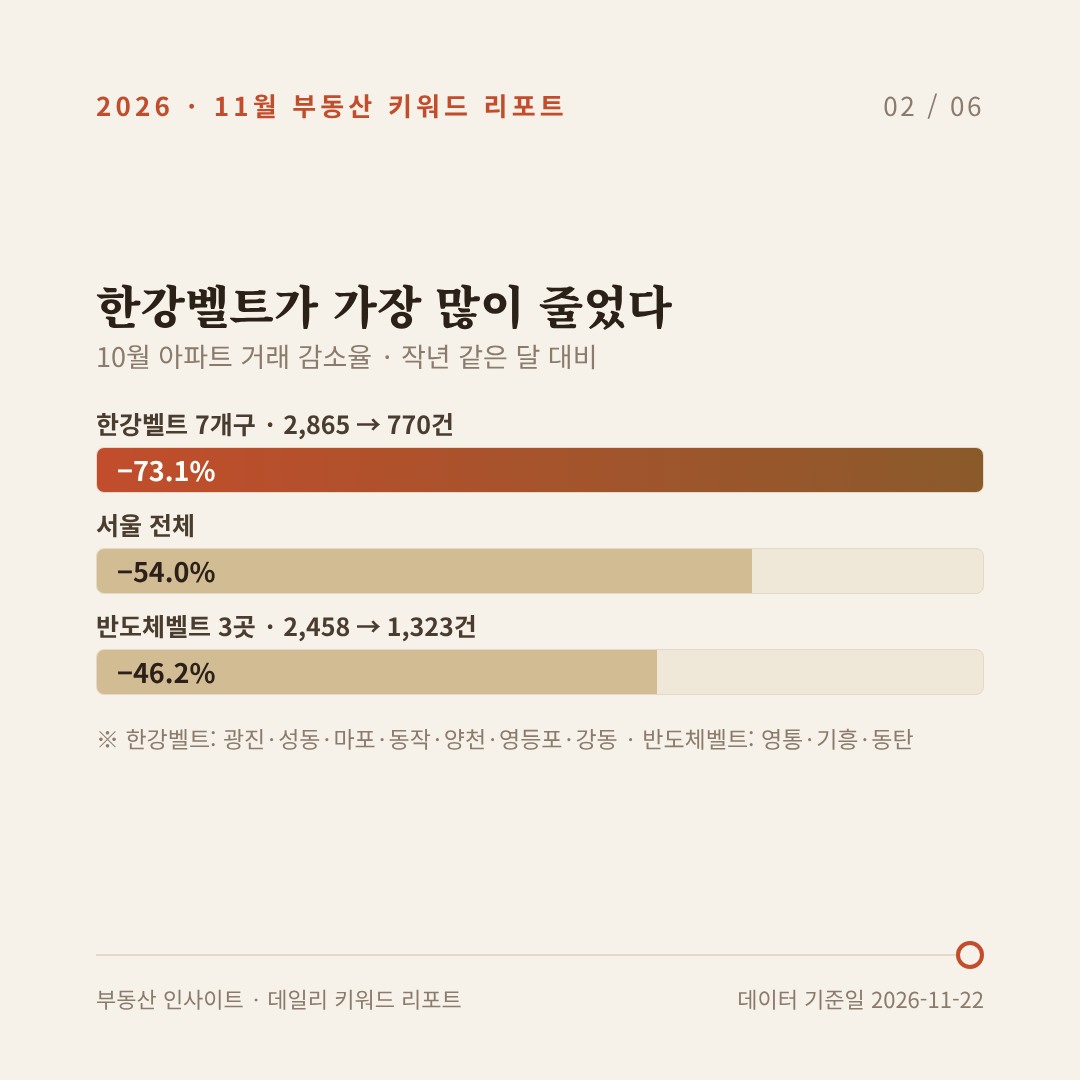 2026 · 11월 부동산 키워드 리포트
02 / 06
한강벨트가 가장 많이 줄었다
10월 아파트 거래 감소율 · 작년 같은 달 대비
한강벨트 7개구 · 2,865 → 770건
−73.1%
서울 전체
−54.0%
반도체벨트 3곳 · 2,458 → 1,323건
−46.2%
※ 한강벨트: 광진·성동·마포·동작·양천·영등포·강동 · 반도체벨트: 영통·기흥·동탄
부동산 인사이트 · 데일리 키워드 리포트
데이터 기준일 2026-11-22